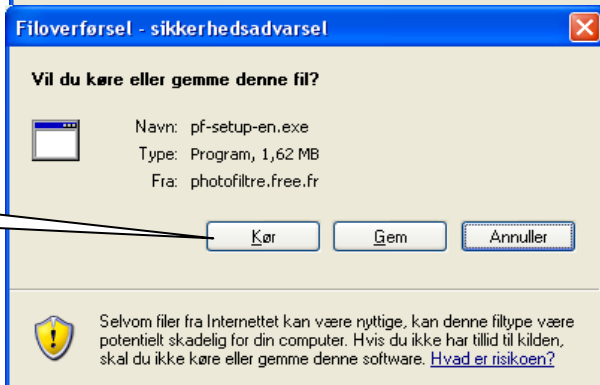 Filoverførsel - sikkerhedsadvarsel
Vil du køre eller gemme denne fil?
Navn: pf-setup-en.exe
Type: Program, 1,62 MB
Fra: photofiltre.free.fr
Kør Gem Annuller
Selvom filer fra Internettet kan være nyttige, kan denne filtype være
potentielt skadelig for din computer. Hvis du ikke har tillid til kilden,
skal du ikke køre eller gemme denne software. Hvad er risikoen?